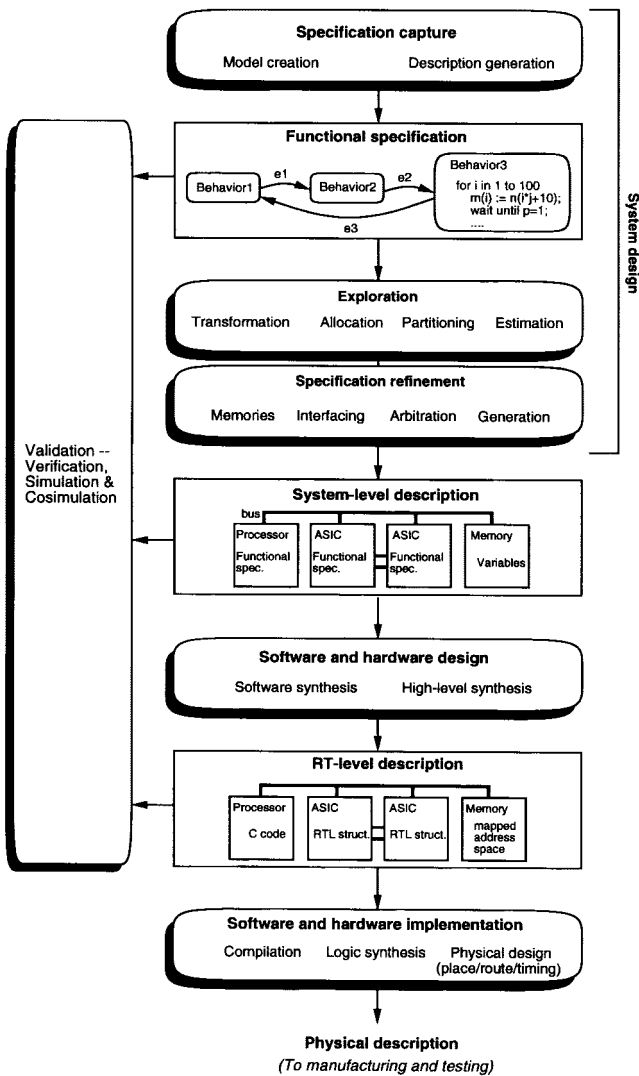 Specification capture
Model creation Description generation
Functional specification
Behavior1
e1
Behavior2
e2
e3
Behavior3
for i in 1 to 100
m(i) := n(i*j+10);
wait until p=1;
....
System design
Exploration
Transformation Allocation Partitioning Estimation
Specification refinement
Memories Interfacing Arbitration Generation
Validation --
Verification,
Simulation &
Cosimulation
System-level description
bus
Processor
Functional
spec.
ASIC
Functional
spec.
ASIC
Functional
spec.
Memory
Variables
Software and hardware design
Software synthesis High-level synthesis
RT-level description
Processor
C code
ASIC
RTL struct.
ASIC
RTL struct.
Memory
mapped
address
space
Software and hardware implementation
Compilation Logic synthesis Physical design
(place/route/timing)
Physical description
(To manufacturing and testing)